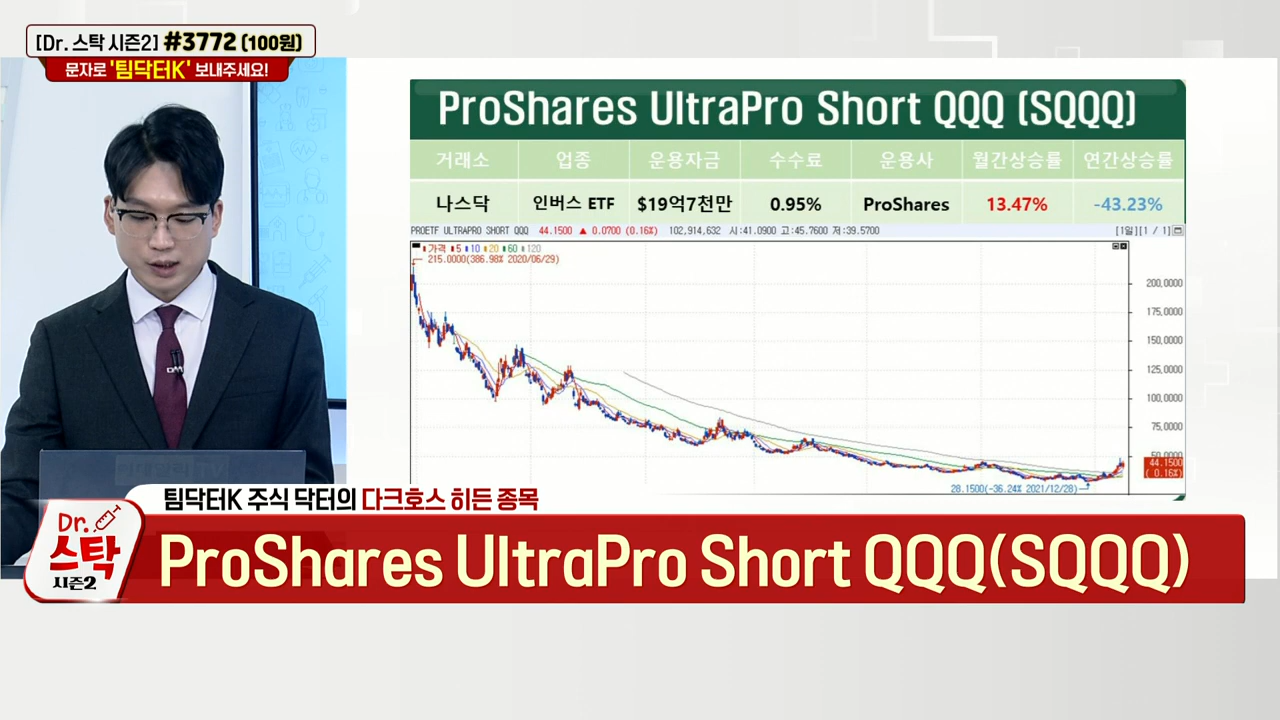 [Dr. 스탁 시즌2] #3772 (100원)
문자로 '팀닥터K' 보내주세요!
ProShares UltraPro Short QQQ (SQQQ)
거래소 업종 운용자금 수수료 운용사 월간상승률 연간상승률
나스닥 인버스 ETF $19억7천만 0.95% ProShares 13.47% -43.23%
PROETF ULTRAPRO SHORT QQQ 44.1500 ▲ 0.0700 (0.16%) 102,914,632 시:41.0900 고:45.7600 저:39.5700 [1일][1 / 1]
가격 5 10 20 60 120
215.0000(386.98% 2020/06/29)
200.0000
175.0000
150.0000
125.0000
100.0000
75.0000
50.0000
44.1500
( 0.16%)
28.1500(-36.24% 2021/12/28)
팀닥터K 주식 닥터의 다크호스 히든 종목
Dr.
스탁
시즌2
ProShares UltraPro Short QQQ(SQQQ)